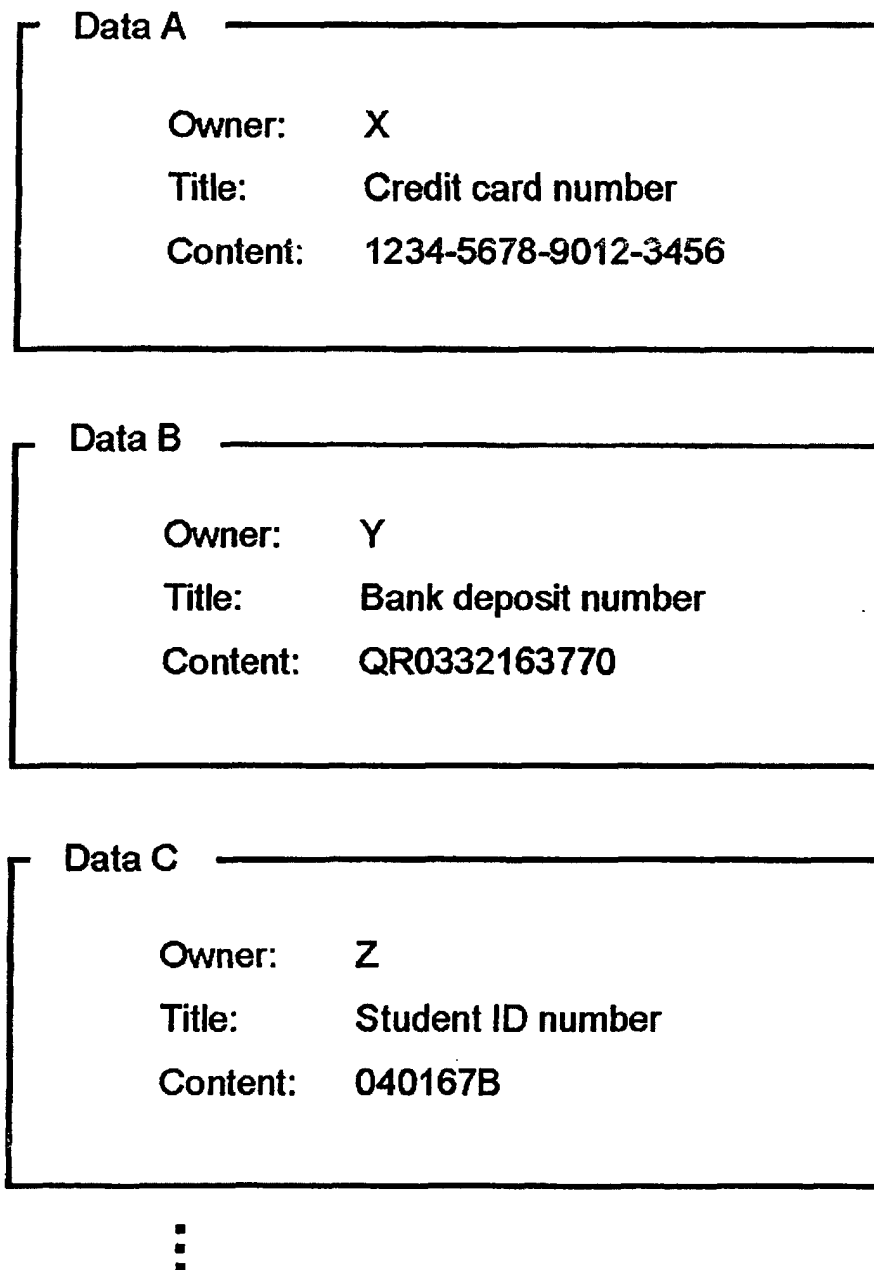 Data A
Owner: X
Title: Credit card number
Content: 1234-5678-9012-3456
Data B
Owner: Y
Title: Bank deposit number
Content: QR0332163770
Data C
Owner: Z
Title: Student ID number
Content: 040167B